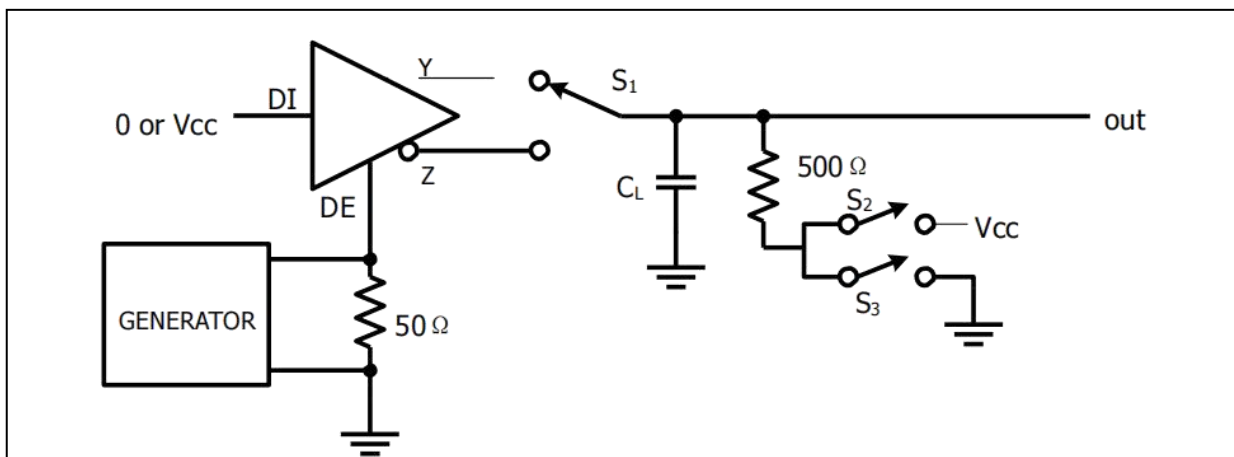 Y
S1
DI
0 or Vcc
out
Z
500 Ω
CL
DE
S2
Vcc
S3
GENERATOR
50 Ω